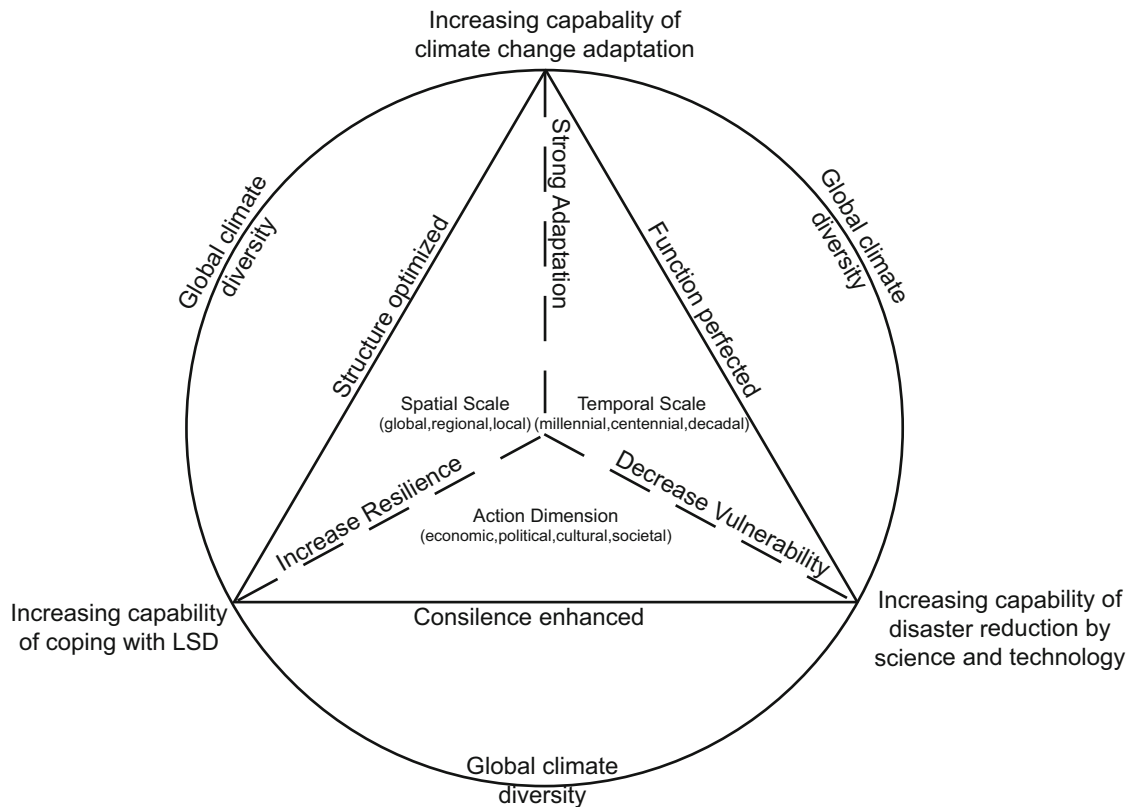 Increasing capabality of
climate change adaptation
Global climate
diversity
Global climate
diversity
Structure optimized
Strong Adaptation
Function perfected
Spatial Scale
(global,regional,local)
Temporal Scale
(millennial,centennial,decadal)
Increase Resilience
Decrease Vulnerability
Action Dimension
(economic,political,cultural,societal)
Increasing capability
of coping with LSD
Consilence enhanced
Increasing capability of
disaster reduction by
science and technology
Global climate
diversity